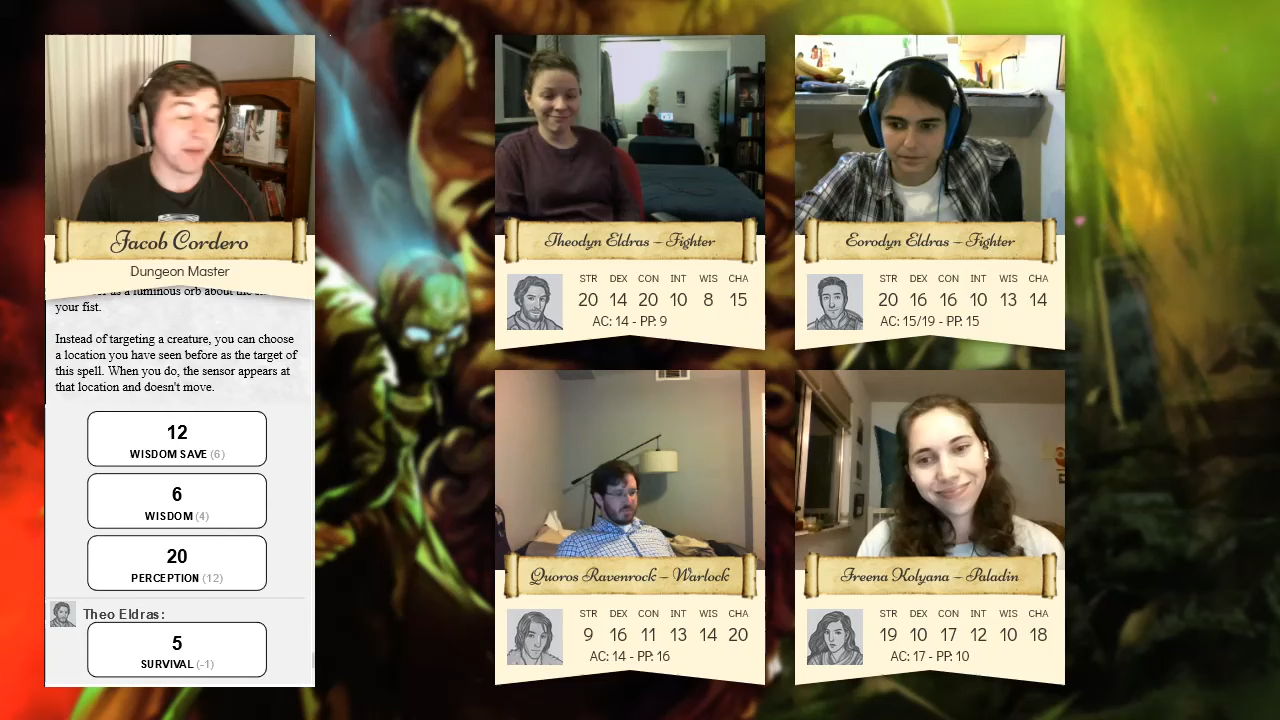 Jacob Cordero
Dungeon Master
your fist.
Instead of targeting a creature, you can choose
a location you have seen before as the target of
this spell. When you do, the sensor appears at
that location and doesn't move.
12
WISDOM SAVE (6)
6
WISDOM (4)
20
PERCEPTION (12)
Theo Eldras:
5
SURVIVAL (-1)
Theodyn Eldras – Fighter
STR DEX CON INT WIS CHA
20 14 20 10 8 15
AC: 14 - PP: 9
Eorodyn Eldras – Fighter
STR DEX CON INT WIS CHA
20 16 16 10 13 14
AC: 15/19 - PP: 15
Quoros Ravenrock – Warlock
STR DEX CON INT WIS CHA
9 16 11 13 14 20
AC: 14 - PP: 16
Freena Kolyana – Paladin
STR DEX CON INT WIS CHA
19 10 17 12 10 18
AC: 17 - PP: 10